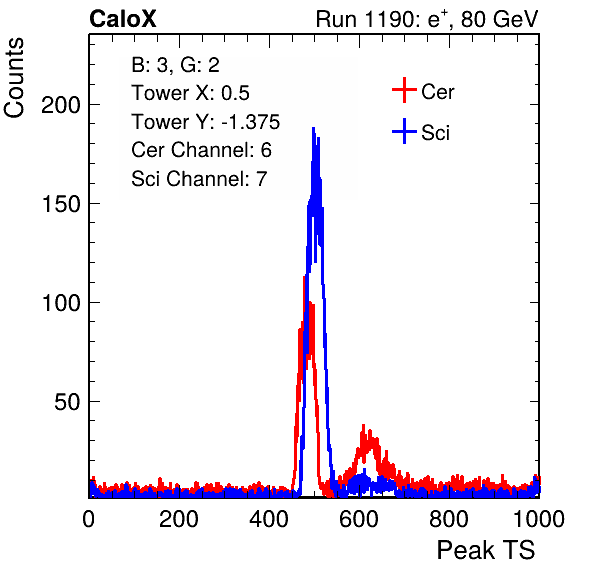 CaloX Run 1190: e⁺, 80 GeV
Counts
B: 3, G: 2
Tower X: 0.5
Tower Y: -1.375
Cer Channel: 6
Sci Channel: 7
Cer
Sci
200
150
100
50
0 200 400 600 800 1000
Peak TS